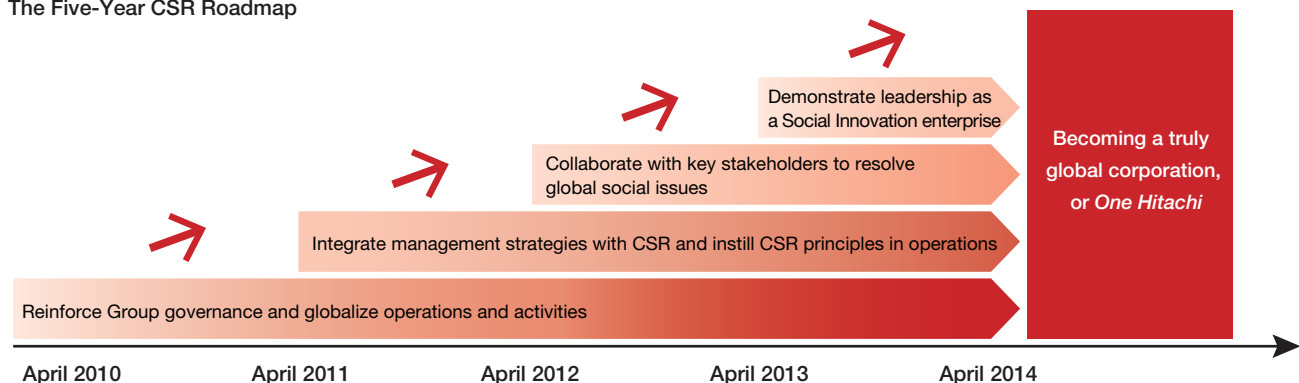 The Five-Year CSR Roadmap
Demonstrate leadership as
a Social Innovation enterprise
Collaborate with key stakeholders to resolve
global social issues
Integrate management strategies with CSR and instill CSR principles in operations
Reinforce Group governance and globalize operations and activities
Becoming a truly
global corporation,
or One Hitachi
April 2010
April 2011
April 2012
April 2013
April 2014